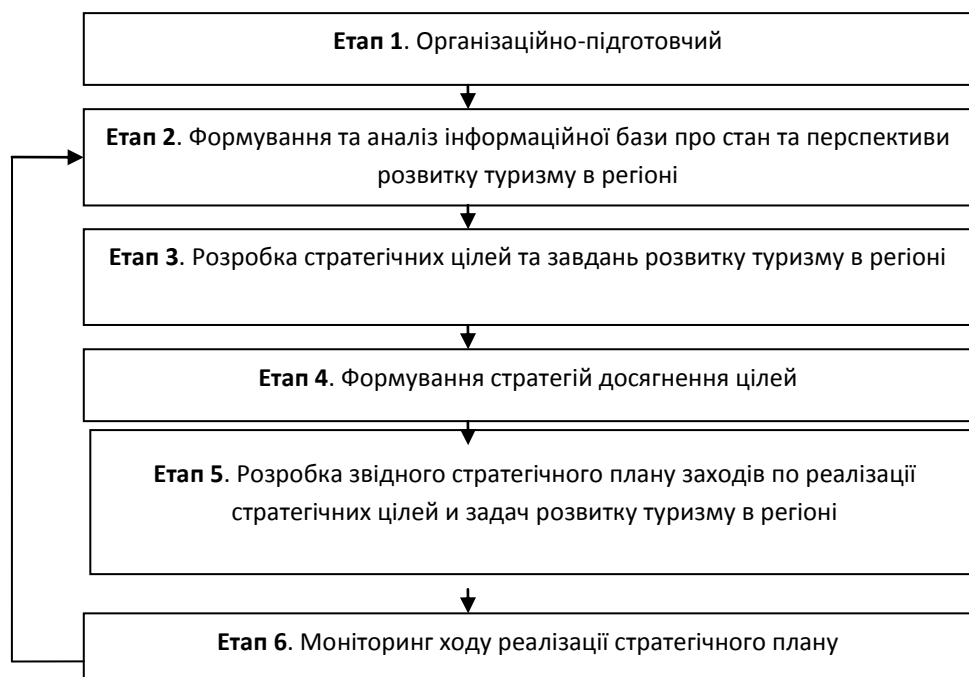 Етап 1. Організаційно-підготовчий
Етап 2. Формування та аналіз інформаційної бази про стан та перспективи
розвитку туризму в регіоні
Етап 3. Розробка стратегічних цілей та завдань розвитку туризму в регіоні
Етап 4. Формування стратегій досягнення цілей
Етап 5. Розробка звідного стратегічного плану заходів по реалізації
стратегічних цілей и задач розвитку туризму в регіоні
Етап 6. Моніторинг ходу реалізації стратегічного плану